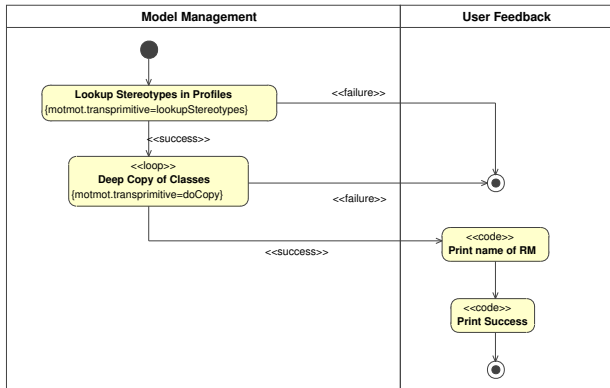 Model Management
User Feedback
Lookup Stereotypes in Profiles
{motmot.transprimitive=lookupStereotypes}
<<failure>>
<<success>>
<<loop>>
Deep Copy of Classes
{motmot.transprimitive=doCopy}
<<failure>>
<<success>>
<<code>>
Print name of RM
<<code>>
Print Success